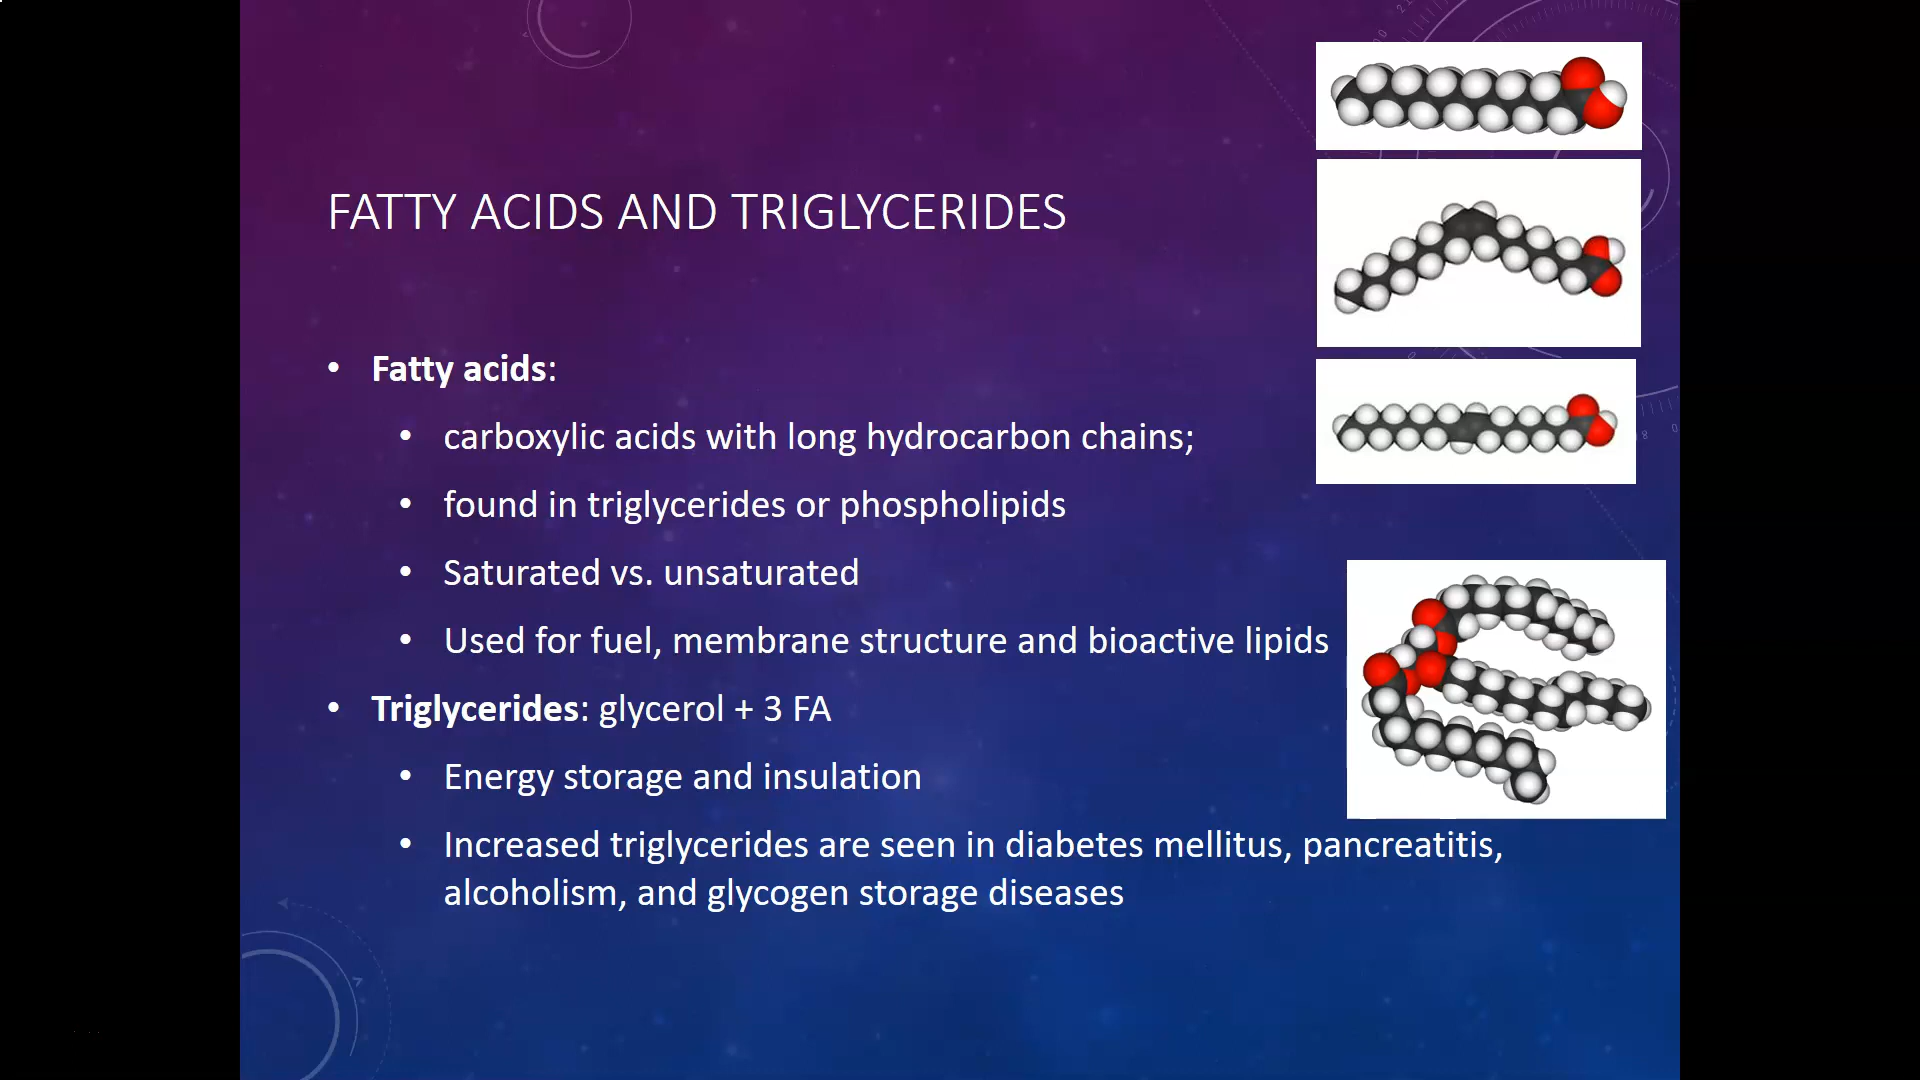 FATTY ACIDS AND TRIGLYCERIDES
• Fatty acids:
• carboxylic acids with long hydrocarbon chains;
• found in triglycerides or phospholipids
• Saturated vs. unsaturated
• Used for fuel, membrane structure and bioactive lipids
• Triglycerides: glycerol + 3 FA
• Energy storage and insulation
• Increased triglycerides are seen in diabetes mellitus, pancreatitis,
alcoholism, and glycogen storage diseases